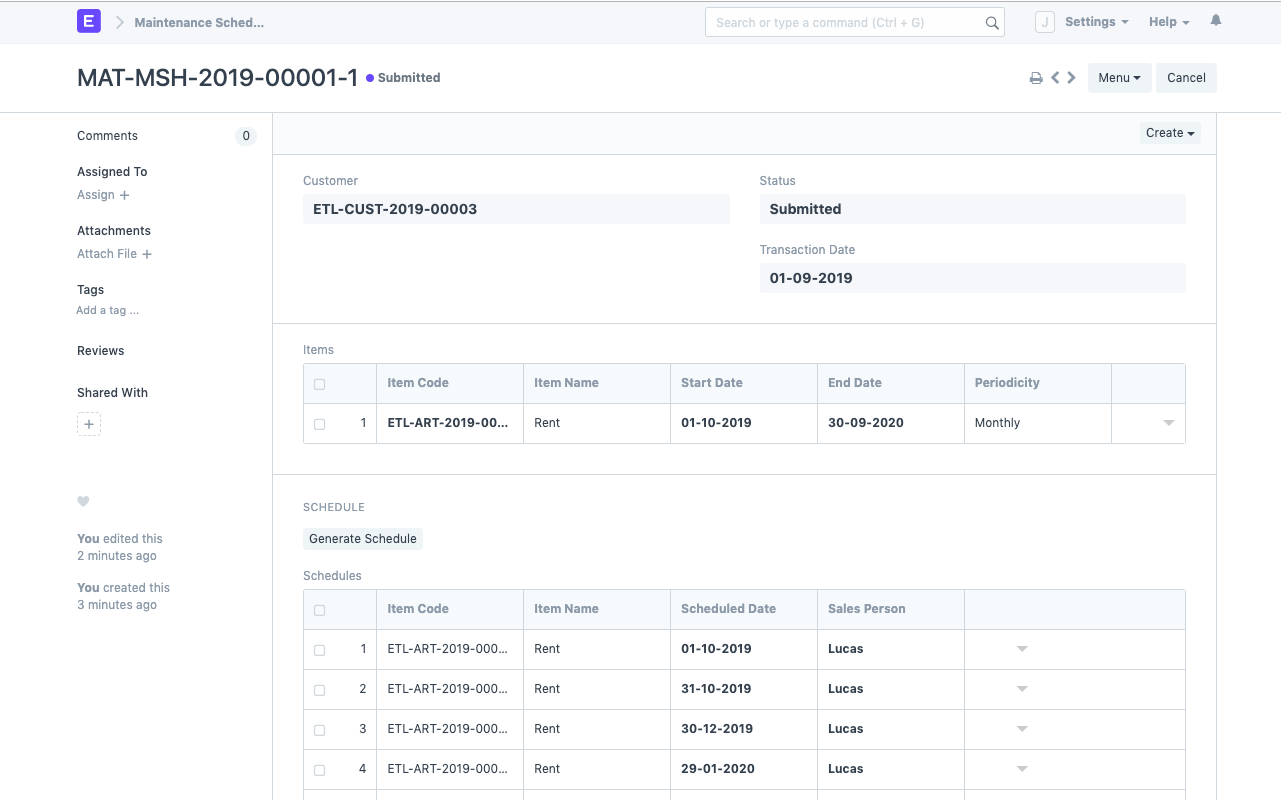 E Maintenance Sched... Search or type a command (Ctrl + G) J Settings Help
MAT-MSH-2019-00001-1 Submitted Menu Cancel
Comments 0
Assigned To
Assign +
Attachments
Attach File +
Tags
Add a tag ...
Reviews
Shared With
+
You edited this
2 minutes ago
You created this
3 minutes ago
Create
Customer
ETL-CUST-2019-00003
Status
Submitted
Transaction Date
01-09-2019
Items
Item Code Item Name Start Date End Date Periodicity
1 ETL-ART-2019-00... Rent 01-10-2019 30-09-2020 Monthly
SCHEDULE
Generate Schedule
Schedules
Item Code Item Name Scheduled Date Sales Person
1 ETL-ART-2019-000... Rent 01-10-2019 Lucas
2 ETL-ART-2019-000... Rent 31-10-2019 Lucas
3 ETL-ART-2019-000... Rent 30-12-2019 Lucas
4 ETL-ART-2019-000... Rent 29-01-2020 Lucas